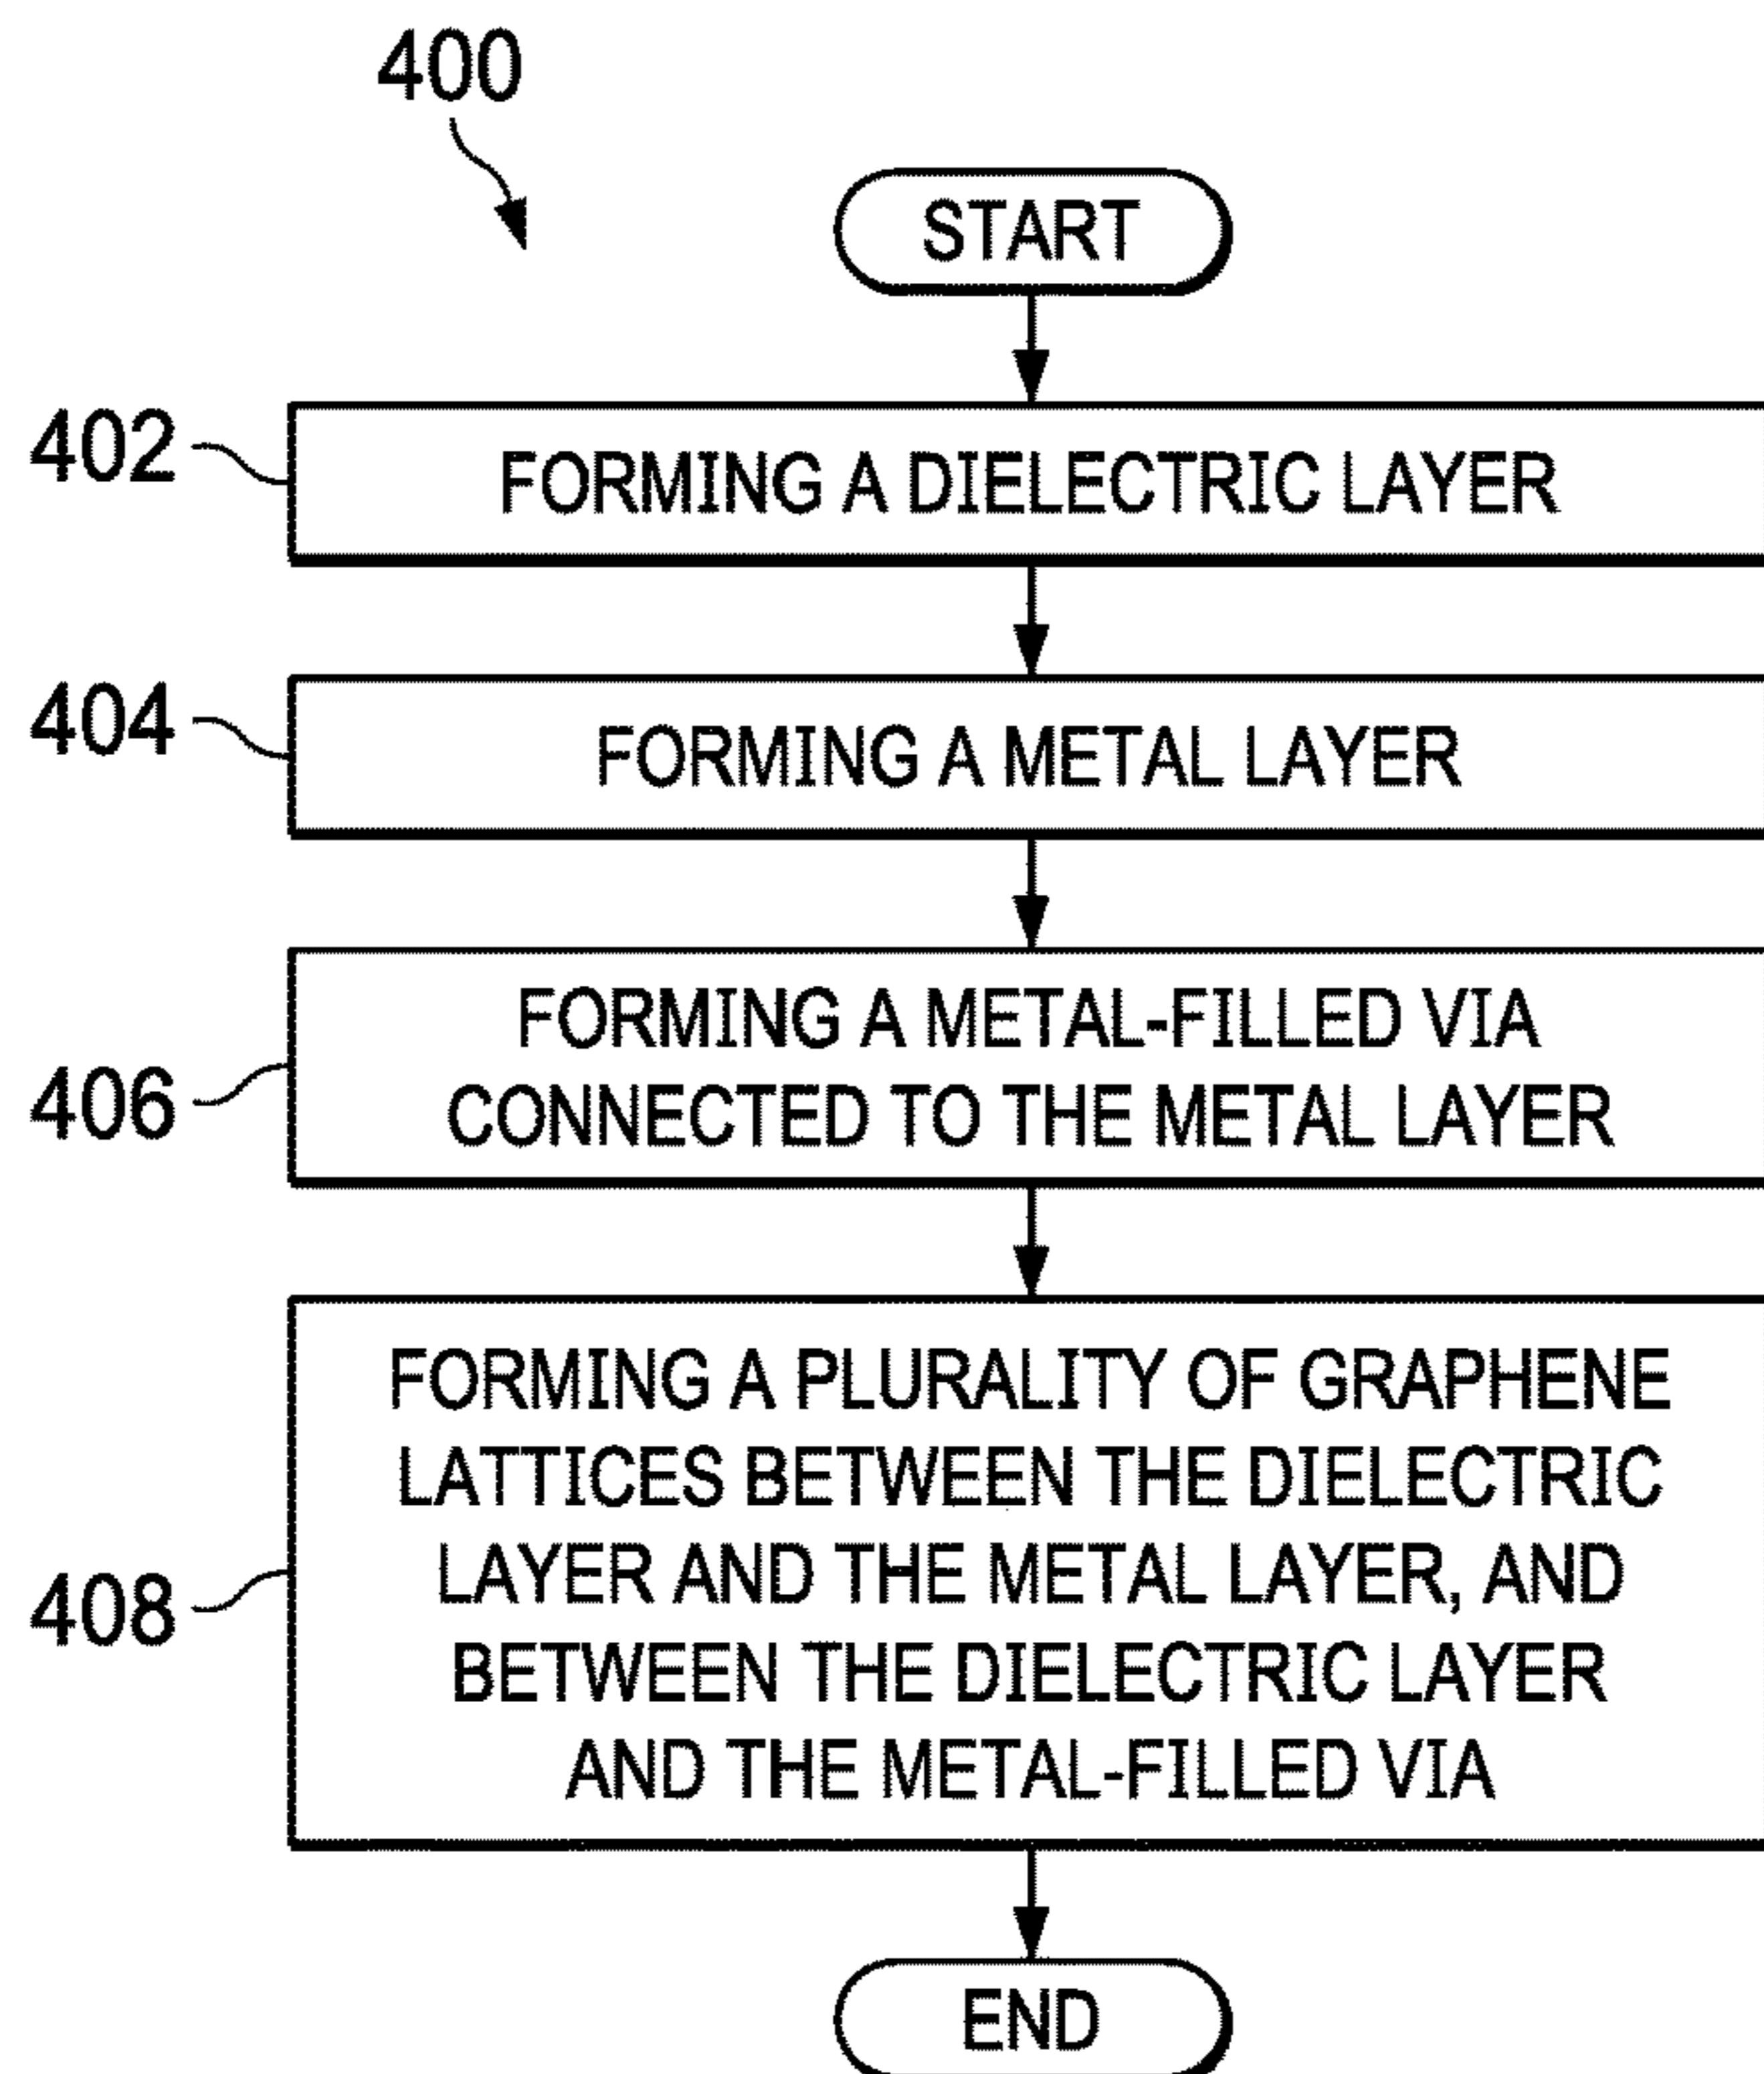 400
START
402
FORMING A DIELECTRIC LAYER
404
FORMING A METAL LAYER
406
FORMING A METAL-FILLED VIA
CONNECTED TO THE METAL LAYER
408
FORMING A PLURALITY OF GRAPHENE
LATTICES BETWEEN THE DIELECTRIC
LAYER AND THE METAL LAYER, AND
BETWEEN THE DIELECTRIC LAYER
AND THE METAL-FILLED VIA
END